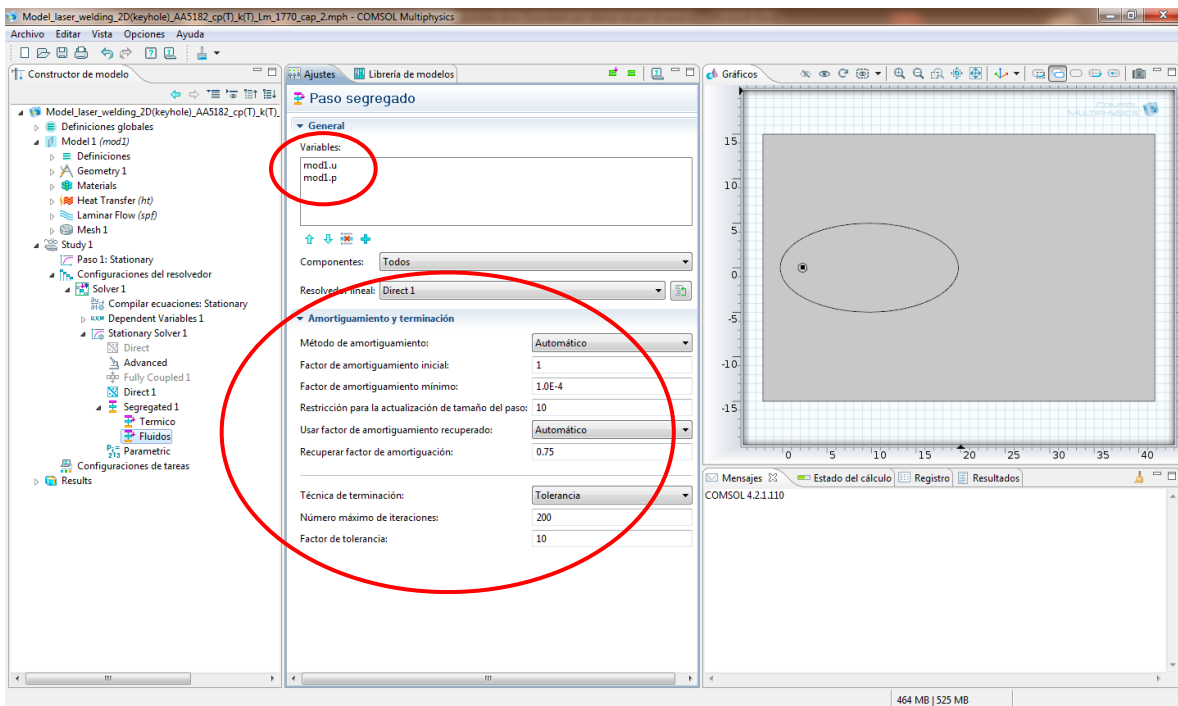 Model_laser_welding_2D(keyhole)_AA5182_cp(T)_k(T)_Lm_1770_cap_2.mph - COMSOL Multiphysics
Archivo Editar Vista Opciones Ayuda
Constructor de modelo
Model_laser_welding_2D(keyhole)_AA5182_cp(T)_k(T)_
Definiciones globales
Model 1 (mod1)
Definiciones
Geometry 1
Materials
Heat Transfer (ht)
Laminar Flow (spf)
Mesh 1
Study 1
Paso 1: Stationary
Configuraciones del resolvedor
Solver 1
Compilar ecuaciones: Stationary
Dependent Variables 1
Stationary Solver 1
Direct
Advanced
Fully Coupled 1
Direct 1
Segregated 1
Termico
Fluidos
Parametric
Configuraciones de tareas
Results
Ajustes Librería de modelos
Paso segregado
General
Variables:
mod1.u
mod1.p
Componentes: Todos
Resolvedor lineal: Direct 1
Amortiguamiento y terminación
Método de amortiguamiento: Automático
Factor de amortiguamiento inicial: 1
Factor de amortiguamiento mínimo: 1.0E-4
Restricción para la actualización de tamaño del paso: 10
Usar factor de amortiguamiento recuperado: Automático
Recuperar factor de amortiguación: 0.75
Técnica de terminación: Tolerancia
Número máximo de iteraciones: 200
Factor de tolerancia: 10
Gráficos
COMSOL
MULTIPHYSICS
15
10
5
0
-5
-10
-15
0 5 10 15 20 25 30 35 40
Mensajes Estado del cálculo Registro Resultados
COMSOL 4.2.1.110
464 MB | 525 MB